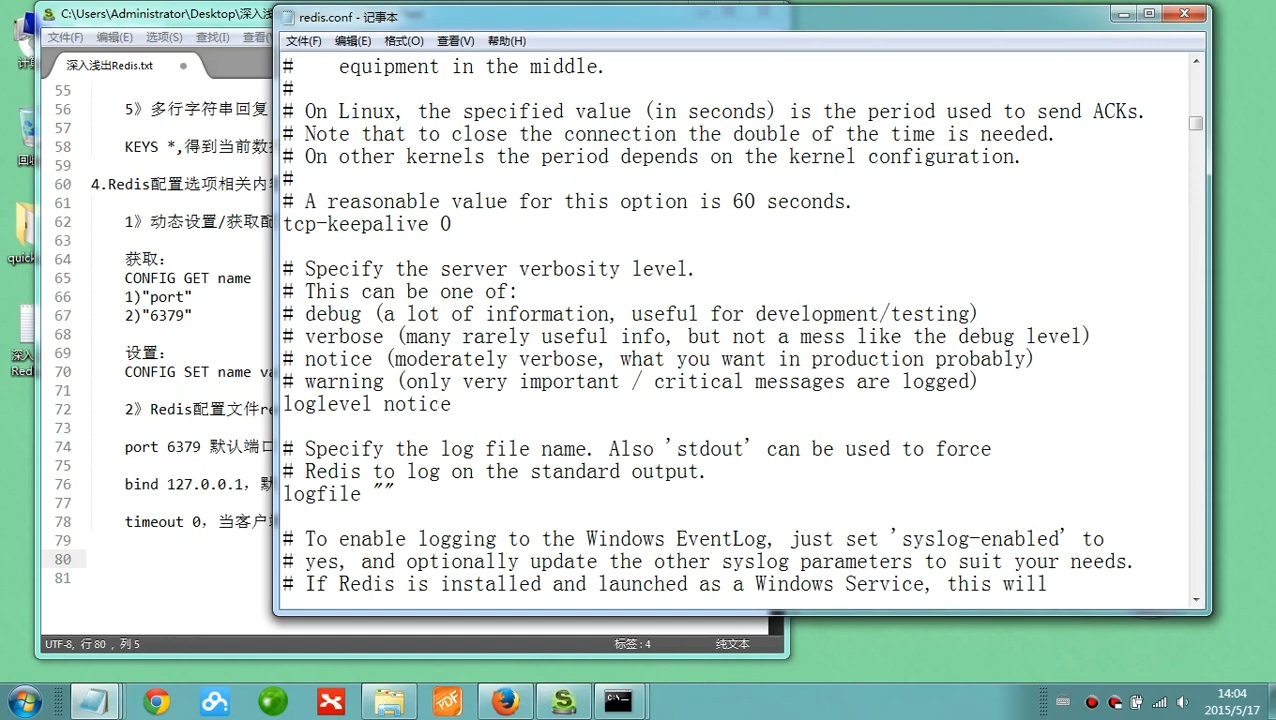 C:\Users\Administrator\Desktop\深入浅
redis.conf - 记事本
文件(F) 编辑(E) 选项(S) 查找(I) 查看(
文件(F) 编辑(E) 格式(O) 查看(V) 帮助(H)
深入浅出Redis.txt
55
56 5》多行字符串回复
57
58 KEYS *,得到当前数
59
60 4.Redis配置选项相关内
61
62 1》动态设置/获取配
63
64 获取:
65 CONFIG GET name
66 1)"port"
67 2)"6379"
68
69 设置:
70 CONFIG SET name va
71
72 2》Redis配置文件re
73
74 port 6379 默认端口
75
76 bind 127.0.0.1，默
77
78 timeout 0，当客户
79
80
81
#    equipment in the middle.
#
# On Linux, the specified value (in seconds) is the period used to send ACKs.
# Note that to close the connection the double of the time is needed.
# On other kernels the period depends on the kernel configuration.
#
# A reasonable value for this option is 60 seconds.
tcp-keepalive 0
# Specify the server verbosity level.
# This can be one of:
# debug (a lot of information, useful for development/testing)
# verbose (many rarely useful info, but not a mess like the debug level)
# notice (moderately verbose, what you want in production probably)
# warning (only very important / critical messages are logged)
loglevel notice
# Specify the log file name. Also 'stdout' can be used to force
# Redis to log on the standard output.
logfile ""
# To enable logging to the Windows EventLog, just set 'syslog-enabled' to
# yes, and optionally update the other syslog parameters to suit your needs.
# If Redis is installed and launched as a Windows Service, this will
UTF-8, 行 80 , 列 5 标签: 4 纯文本
计
回收
quick
深入
Red
PDF
14:04
2015/5/17